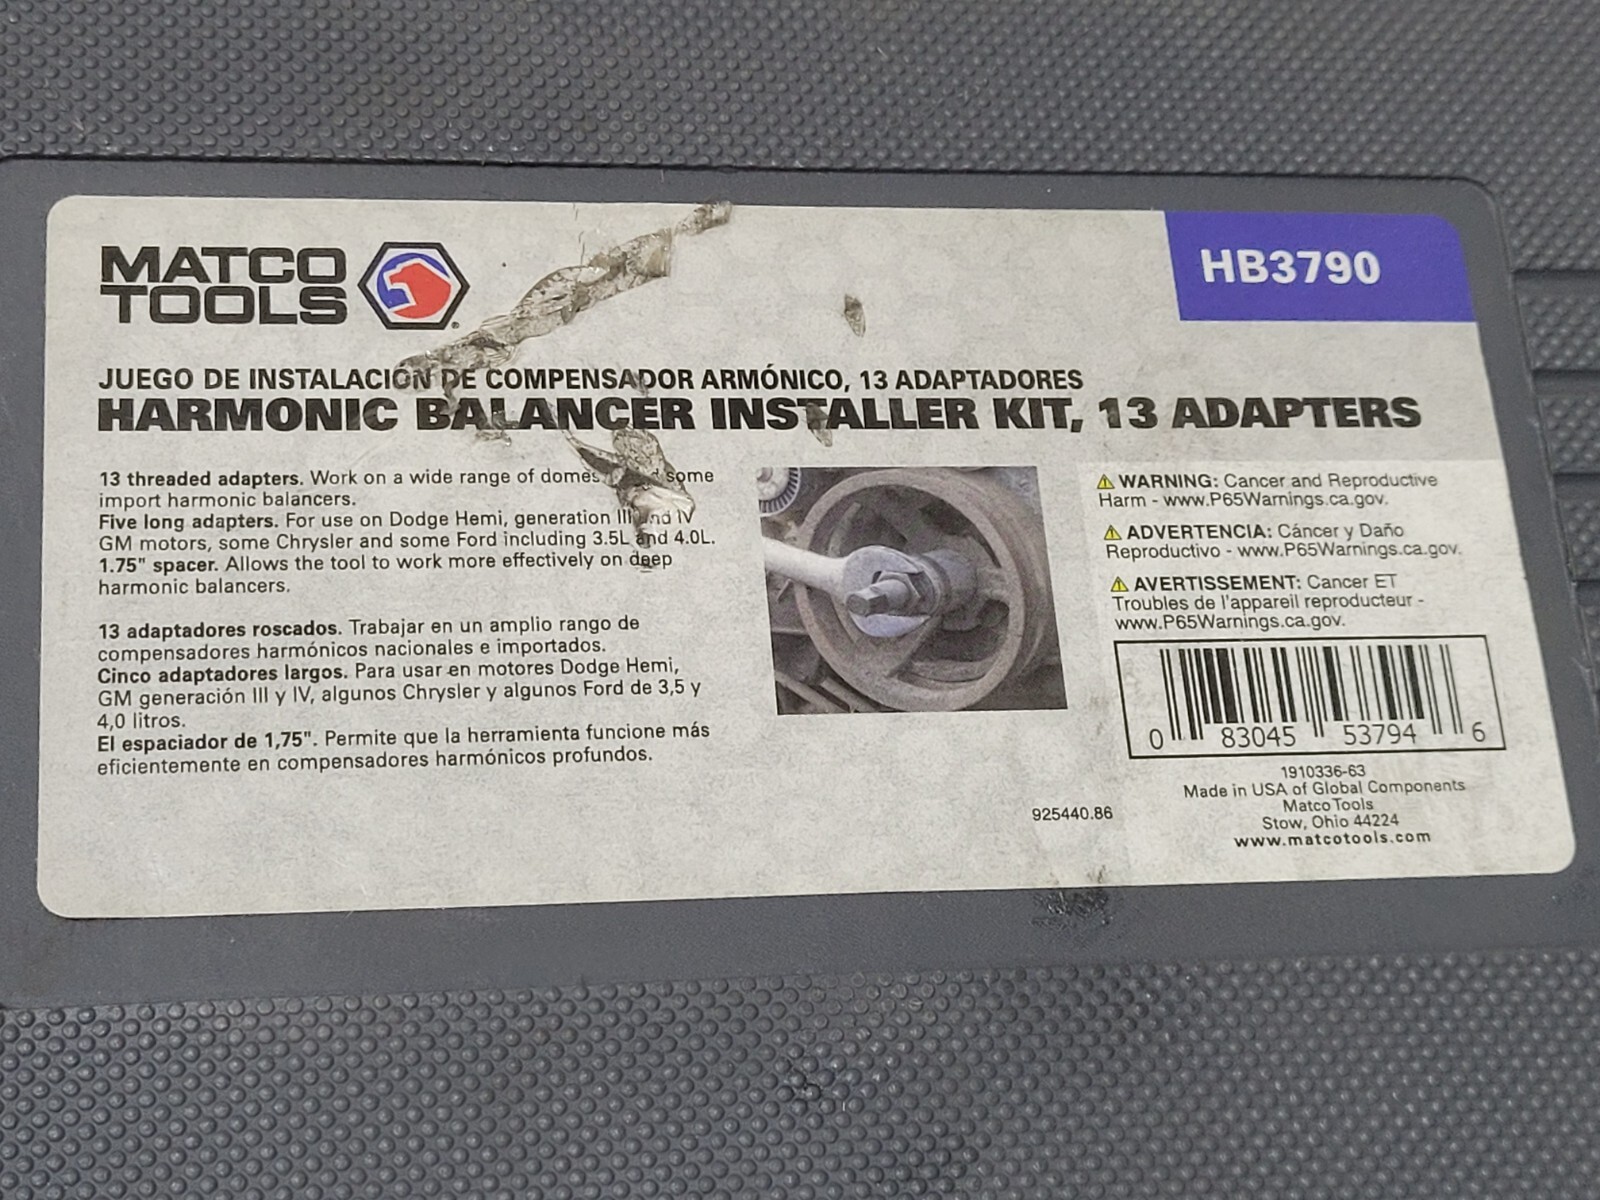 MATCO
TOOLS
HB3790
JUEGO DE INSTALACIÓN DE COMPENSADOR ARMÓNICO, 13 ADAPTADORES
HARMONIC BALANCER INSTALLER KIT, 13 ADAPTERS
13 threaded adapters. Work on a wide range of some
import harmonic balancers.
Five long adapters. For use on Dodge Hemi, generation III and IV
GM motors, some Chrysler and some Ford including 3.5L and 4.0L.
1.75" spacer. Allows the tool to work more effectively on deep
harmonic balancers.
13 adaptadores roscados. Trabajar en un amplio rango de
compensadores harmónicos nacionales e importados.
Cinco adaptadores largos. Para usar en motores Dodge Hemi,
GM generación III y IV, algunos Chrysler y algunos Ford de 3,5 y
4,0 litros.
El espaciador de 1,75". Permite que la herramienta funcione más
eficientemente en compensadores harmónicos profundos.
WARNING: Cancer and Reproductive
Harm - www.P65Warnings.ca.gov.
ADVERTENCIA: Cáncer y Daño
Reproductivo - www.P65Warnings.ca.gov.
AVERTISSEMENT: Cancer ET
Troubles de l'appareil reproducteur -
www.P65Warnings.ca.gov.
0 83045 53794 6
1910336-63
Made in USA of Global Components
Matco Tools
Stow, Ohio 44224
www.matcotools.com
925440.86